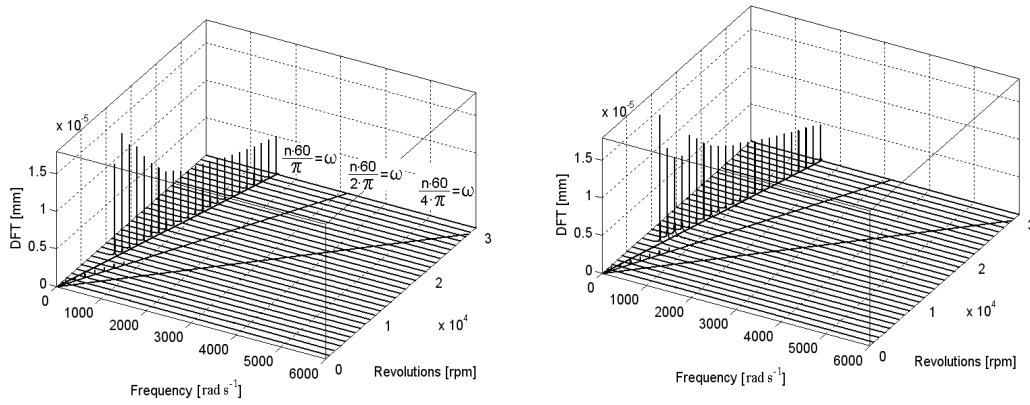 x 10⁻⁵
1.5
1
0.5
0
DFT [mm]
n·60/π=ω
n·60/2·π=ω
n·60/4·π=ω
0
1000
2000
3000
4000
5000
6000
Frequency [rad s⁻¹]
0
1
2
3
x 10⁴
Revolutions [rpm]
x 10⁻⁵
1.5
1
0.5
0
DFT [mm]
0
1000
2000
3000
4000
5000
6000
Frequency [rad s⁻¹]
0
1
2
3
x 10⁴
Revolutions [rpm]